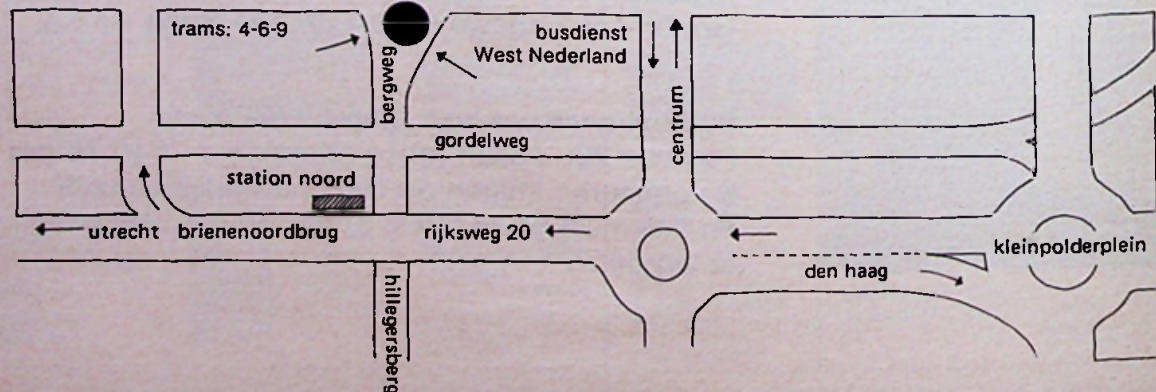 trams: 4-6-9
bergweg
busdienst
West Nederland
centrum
gordelweg
station noord
utrecht brienenoordbrug
rijksweg 20
kleinpolderplein
den haag
hillegersberg